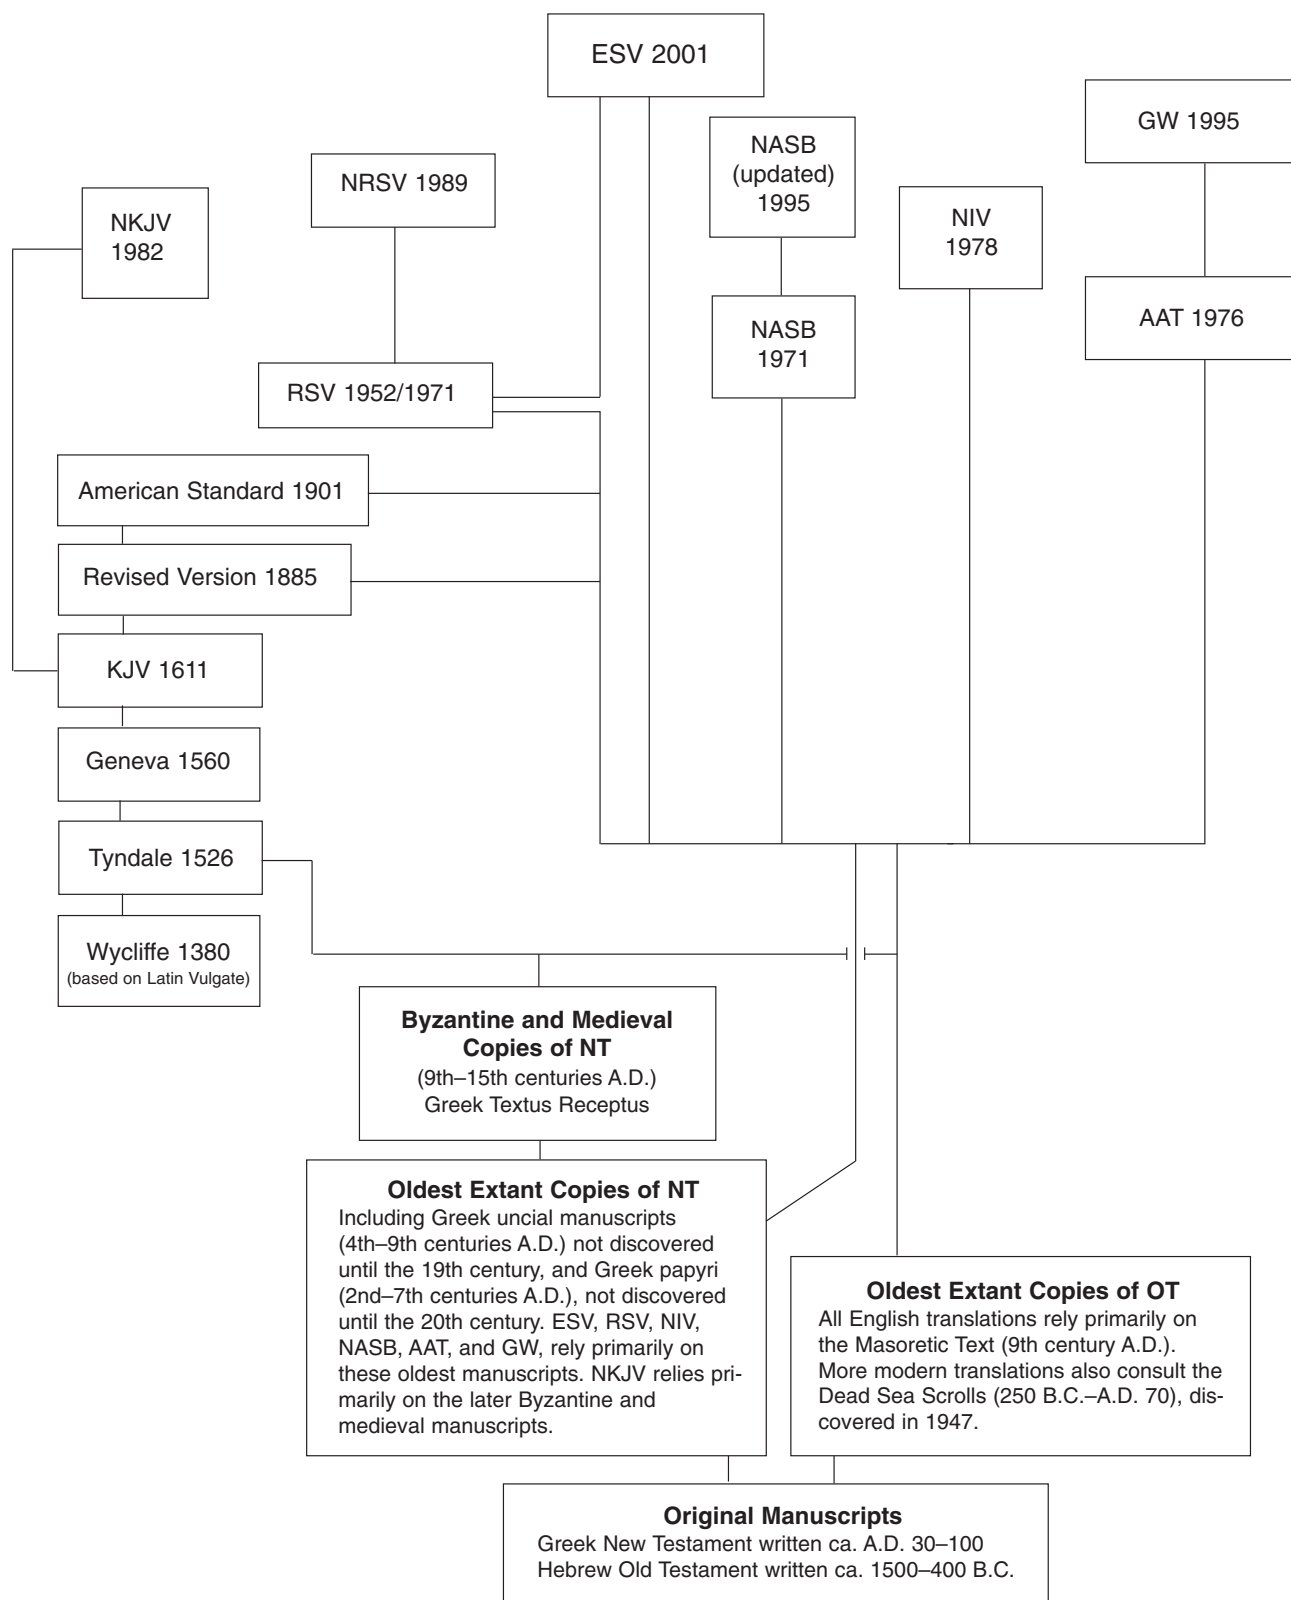 ESV 2001
GW 1995
NASB
(updated)
1995
NRSV 1989
NKJV
1982
NIV
1978
NASB
1971
AAT 1976
RSV 1952/1971
American Standard 1901
Revised Version 1885
KJV 1611
Geneva 1560
Tyndale 1526
Wycliffe 1380
(based on Latin Vulgate)
Byzantine and Medieval
Copies of NT
(9th–15th centuries A.D.)
Greek Textus Receptus
Oldest Extant Copies of NT
Including Greek uncial manuscripts
(4th–9th centuries A.D.) not discovered
until the 19th century, and Greek papyri
(2nd–7th centuries A.D.), not discovered
until the 20th century. ESV, RSV, NIV,
NASB, AAT, and GW, rely primarily on
these oldest manuscripts. NKJV relies pri-
marily on the later Byzantine and
medieval manuscripts.
Oldest Extant Copies of OT
All English translations rely primarily on
the Masoretic Text (9th century A.D.).
More modern translations also consult the
Dead Sea Scrolls (250 B.C.–A.D. 70), dis-
covered in 1947.
Original Manuscripts
Greek New Testament written ca. A.D. 30–100
Hebrew Old Testament written ca. 1500–400 B.C.